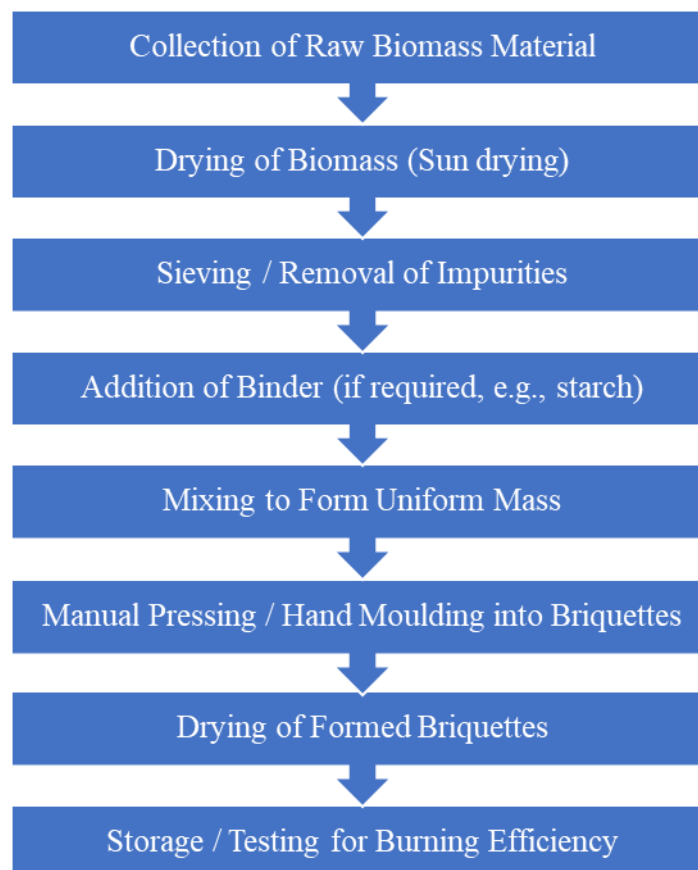 Collection of Raw Biomass Material
Drying of Biomass (Sun drying)
Sieving / Removal of Impurities
Addition of Binder (if required, e.g., starch)
Mixing to Form Uniform Mass
Manual Pressing / Hand Moulding into Briquettes
Drying of Formed Briquettes
Storage / Testing for Burning Efficiency